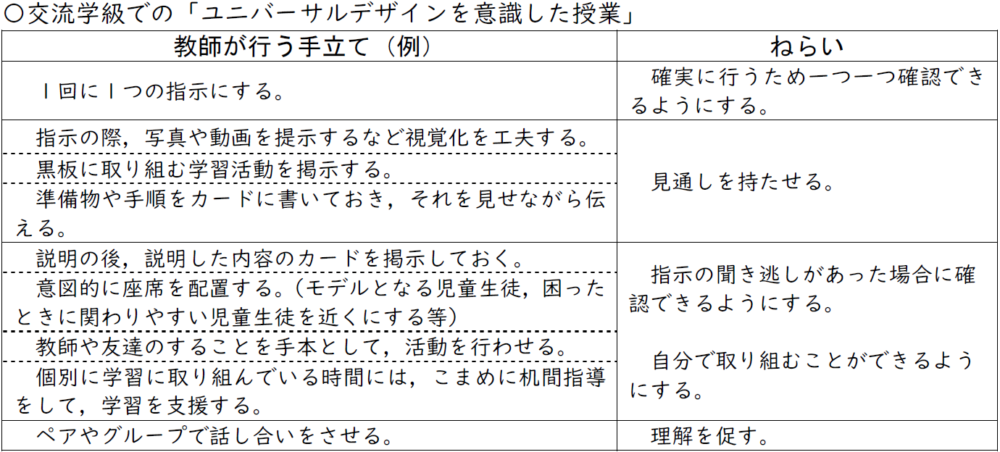 〇交流学級での「ユニバーサルデザインを意識した授業」
教師が行う手立て（例）
ねらい
１回に１つの指示にする。
確実に行うため一つ一つ確認でき
るようにする。
指示の際，写真や動画を提示するなど視覚化を工夫する。
黒板に取り組む学習活動を掲示する。
準備物や手順をカードに書いておき，それを見せながら伝
える。
見通しを持たせる。
説明の後，説明した内容のカードを掲示しておく。
意図的に座席を配置する。（モデルとなる児童生徒，困った
ときに関わりやすい児童生徒を近くにする等）
教師や友達のすることを手本として，活動を行わせる。
個別に学習に取り組んでいる時間には，こまめに机間指導
をして，学習を支援する。
指示の聞き逃しがあった場合に確
認できるようにする。
自分で取り組むことができるよう
にする。
ペアやグループで話し合いをさせる。
理解を促す。